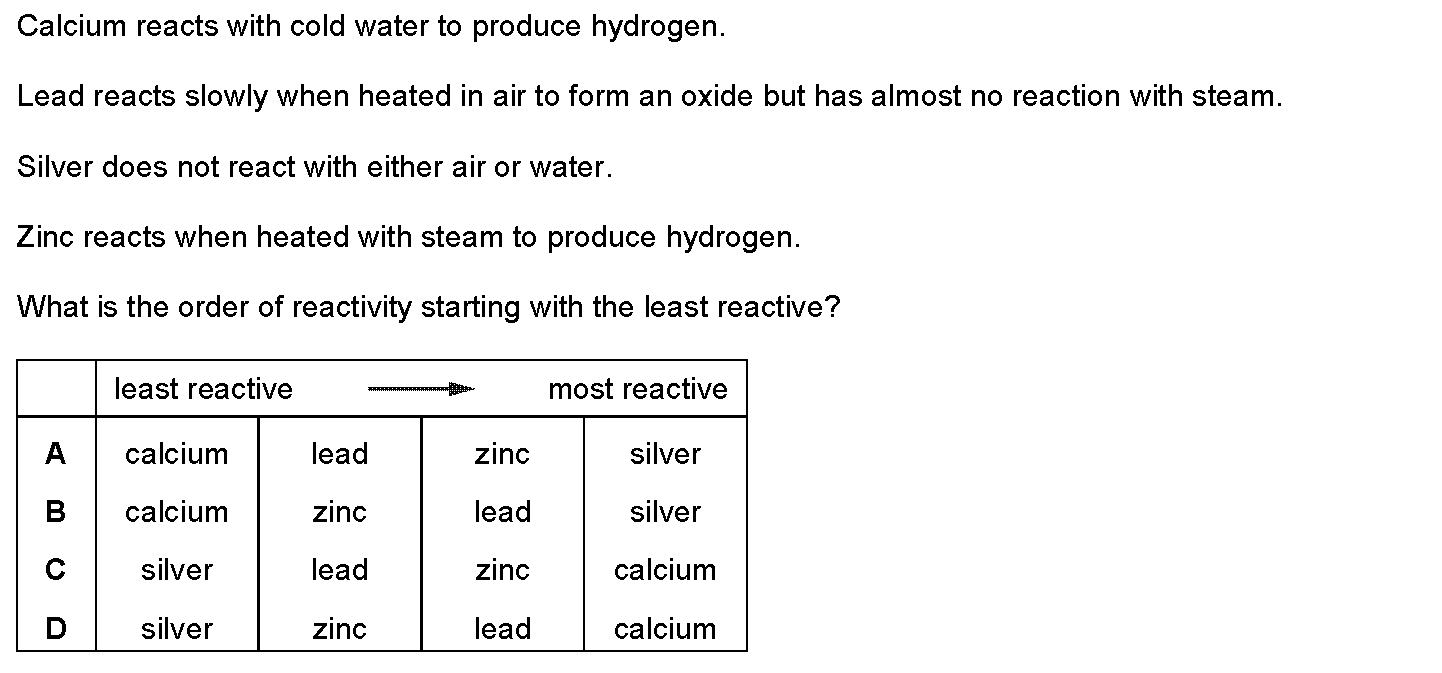 Calcium reacts with cold water to produce hydrogen.
Lead reacts slowly when heated in air to form an oxide but has almost no reaction with steam.
Silver does not react with either air or water.
Zinc reacts when heated with steam to produce hydrogen.
What is the order of reactivity starting with the least reactive?
least reactive most reactive
A calcium lead zinc silver
B calcium zinc lead silver
C silver lead zinc calcium
D silver zinc lead calcium